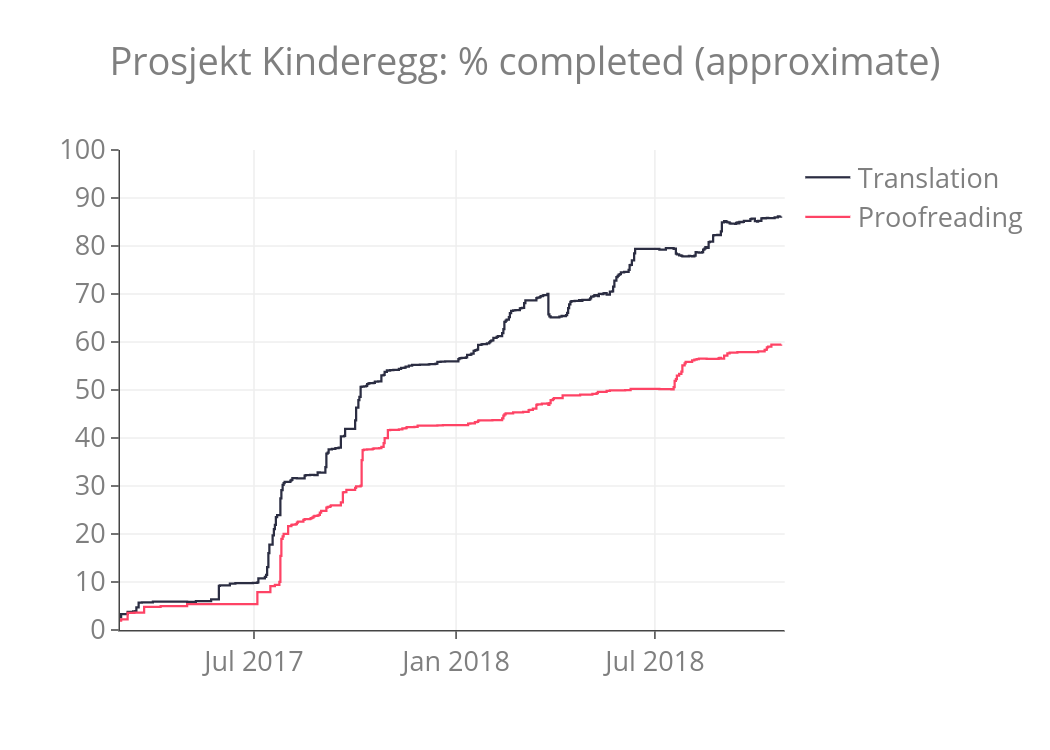 Prosjekt Kinderegg: % completed (approximate)
100
90
80
70
60
50
40
30
20
10
0
Jul 2017
Jan 2018
Jul 2018
Translation
Proofreading